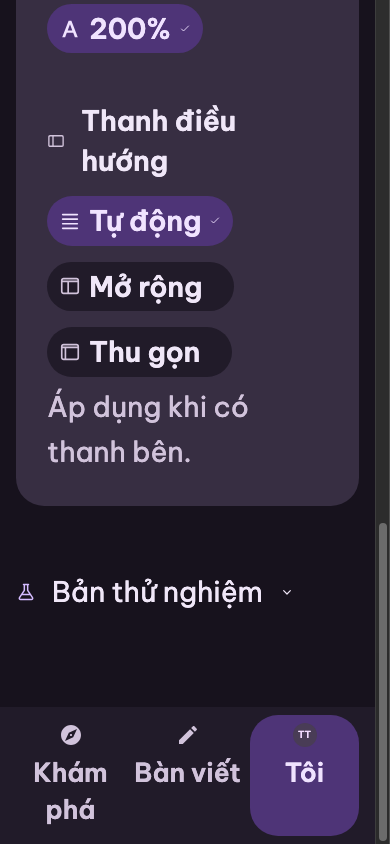 A 200%
Thanh điều
hướng
Tự động
Mở rộng
Thu gọn
Áp dụng khi có
thanh bên.
Bản thử nghiệm
TT
Khám
phá
Bàn viết
Tôi